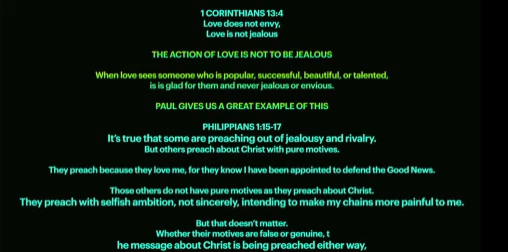 1 CORINTHIANS 13:4
Love does not envy,
Love is not jealous
THE ACTION OF LOVE IS NOT TO BE JEALOUS
When love sees someone who is popular, successful, beautiful, or talented,
is is glad for them and never jealous or envious.
PAUL GIVES US A GREAT EXAMPLE OF THIS
PHILIPPIANS 1:15-17
It's true that some are preaching out of jealousy and rivalry.
But others preach about Christ with pure motives.
They preach because they love me, for they know I have been appointed to defend the Good News.
Those others do not have pure motives as they preach about Christ.
They preach with selfish ambition, not sincerely, intending to make my chains more painful to me.
But that doesn't matter.
Whether their motives are false or genuine, t
he message about Christ is being preached either way,